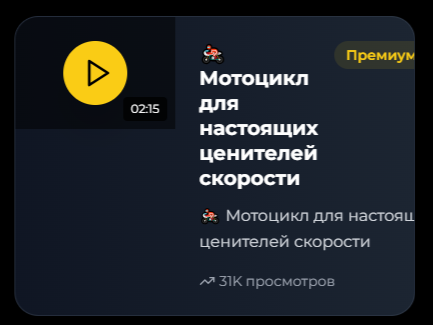 02:15
🏍️
Мотоцикл
для
настоящих
ценителей
скорости
Премиум
🏍️ Мотоцикл для настоящ
ценителей скорости
31K просмотров